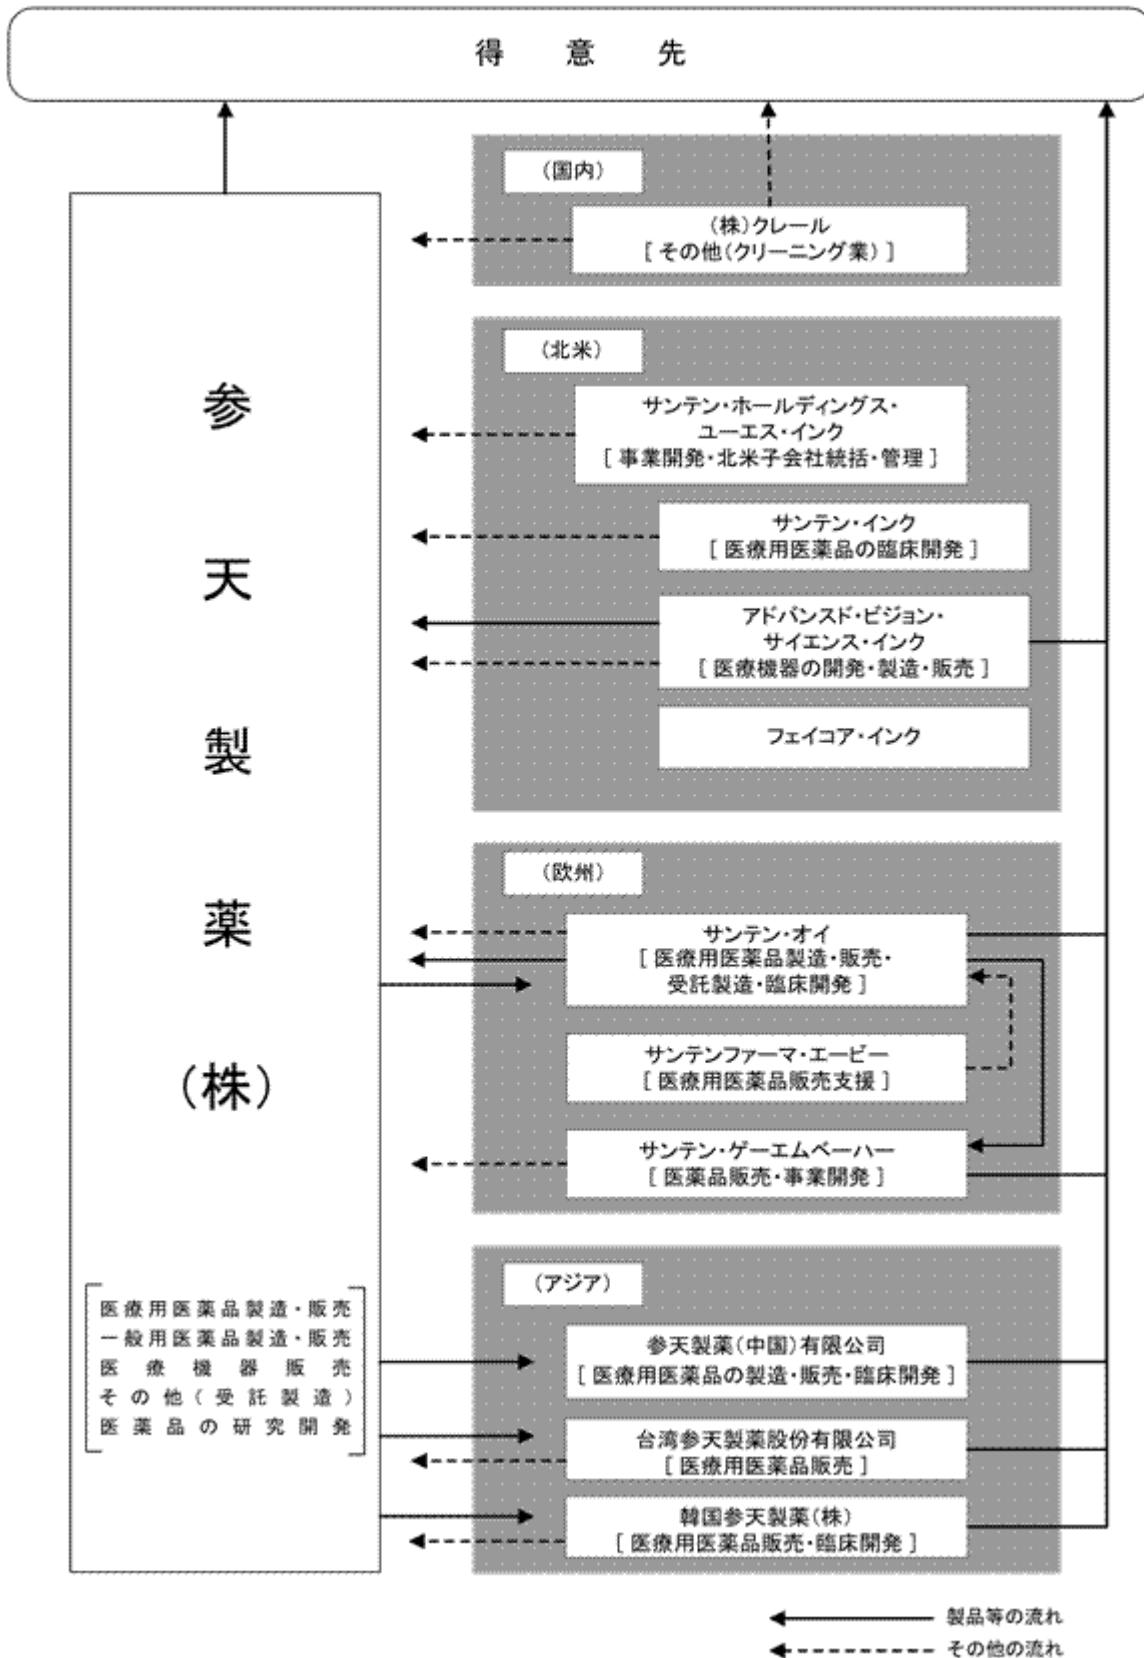 得意先
(国内)
(株)クレール
[ その他(クリーニング業) ]
(北米)
サンテン・ホールディングス・
ユーエス・インク
[ 事業開発・北米子会社統括・管理 ]
サンテン・インク
[ 医療用医薬品の臨床開発 ]
アドバンスド・ビジョン・
サイエンス・インク
[ 医療機器の開発・製造・販売 ]
フェイコア・インク
(欧州)
サンテン・オイ
[ 医療用医薬品製造・販売・
受託製造・臨床開発 ]
サンテンファーマ・エービー
[ 医療用医薬品販売支援 ]
サンテン・ゲーエムベーハー
[ 医薬品販売・事業開発 ]
(アジア)
参天製薬(中国)有限公司
[ 医療用医薬品の製造・販売・臨床開発 ]
台湾参天製薬股份有限公司
[ 医療用医薬品販売 ]
韓国参天製薬(株)
[ 医療用医薬品販売・臨床開発 ]
参天製薬(株)
医療用医薬品製造・販売
一般用医薬品製造・販売
医療機器販売
その他(受託製造)
医薬品の研究開発
製品等の流れ
その他の流れ